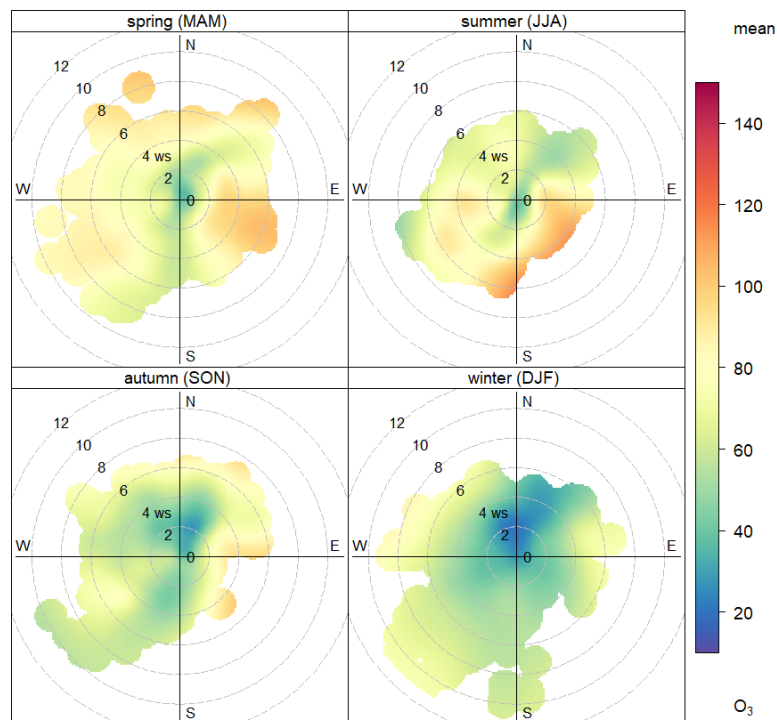 spring (MAM)
summer (JJA)
mean
N
N
12
12
10
10
8
8
6
6
4 ws
4 ws
2
2
W
0
E
W
0
E
S
S
autumn (SON)
winter (DJF)
N
N
12
12
10
10
8
8
6
6
4 ws
4 ws
2
2
W
0
E
W
0
E
S
S
140
120
100
80
60
40
20
O3